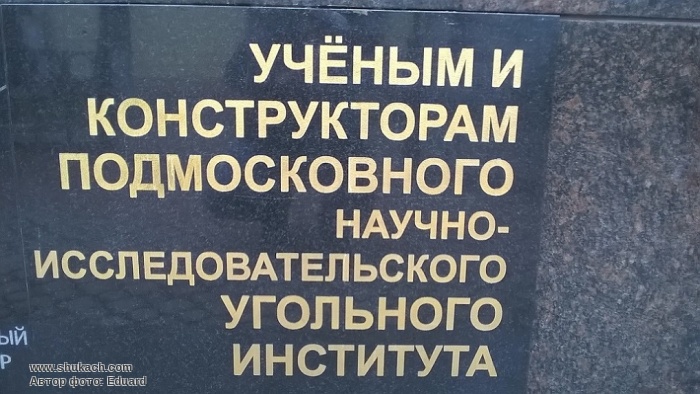 УЧЁНЫМ И
КОНСТРУКТОРАМ
ПОДМОСКОВНОГО
НАУЧНО-
ИССЛЕДОВАТЕЛЬСКОГО
УГОЛЬНОГО
ИНСТИТУТА
www.shukach.com
Автор фото: Eduard